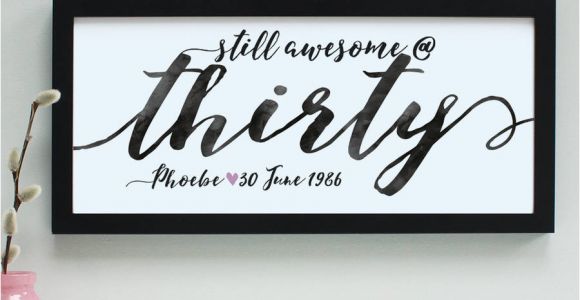 still awesome @
thirty
Phoebe♥30 June 1986